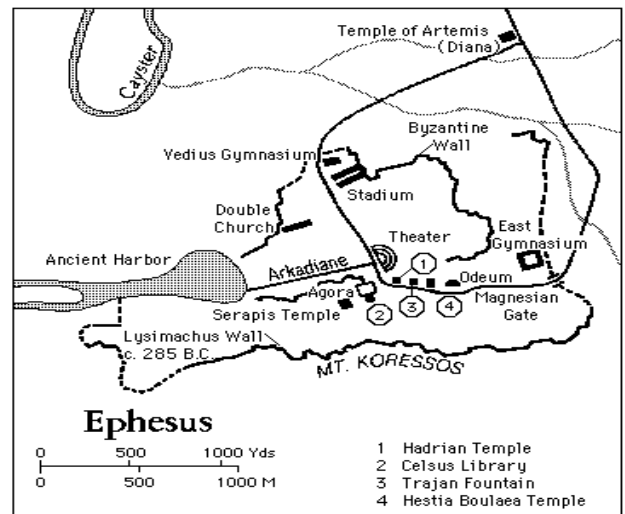 Temple of Artemis
(Diana)
Cayster
Byzantine
Wall
Vedius Gymnasium
Stadium
Double
Church
Theater
East
Gymnasium
Ancient Harbor
Arkadiane
1
Odeum
Agora
Magnesian
Gate
Serapis Temple
2
3
4
Lysimachus Wall
c. 285 B.C.
MT. KORESSOS
Ephesus
0 500 1000 Yds
0 500 1000 M
1 Hadrian Temple
2 Celsus Library
3 Trajan Fountain
4 Hestia Boulaea Temple